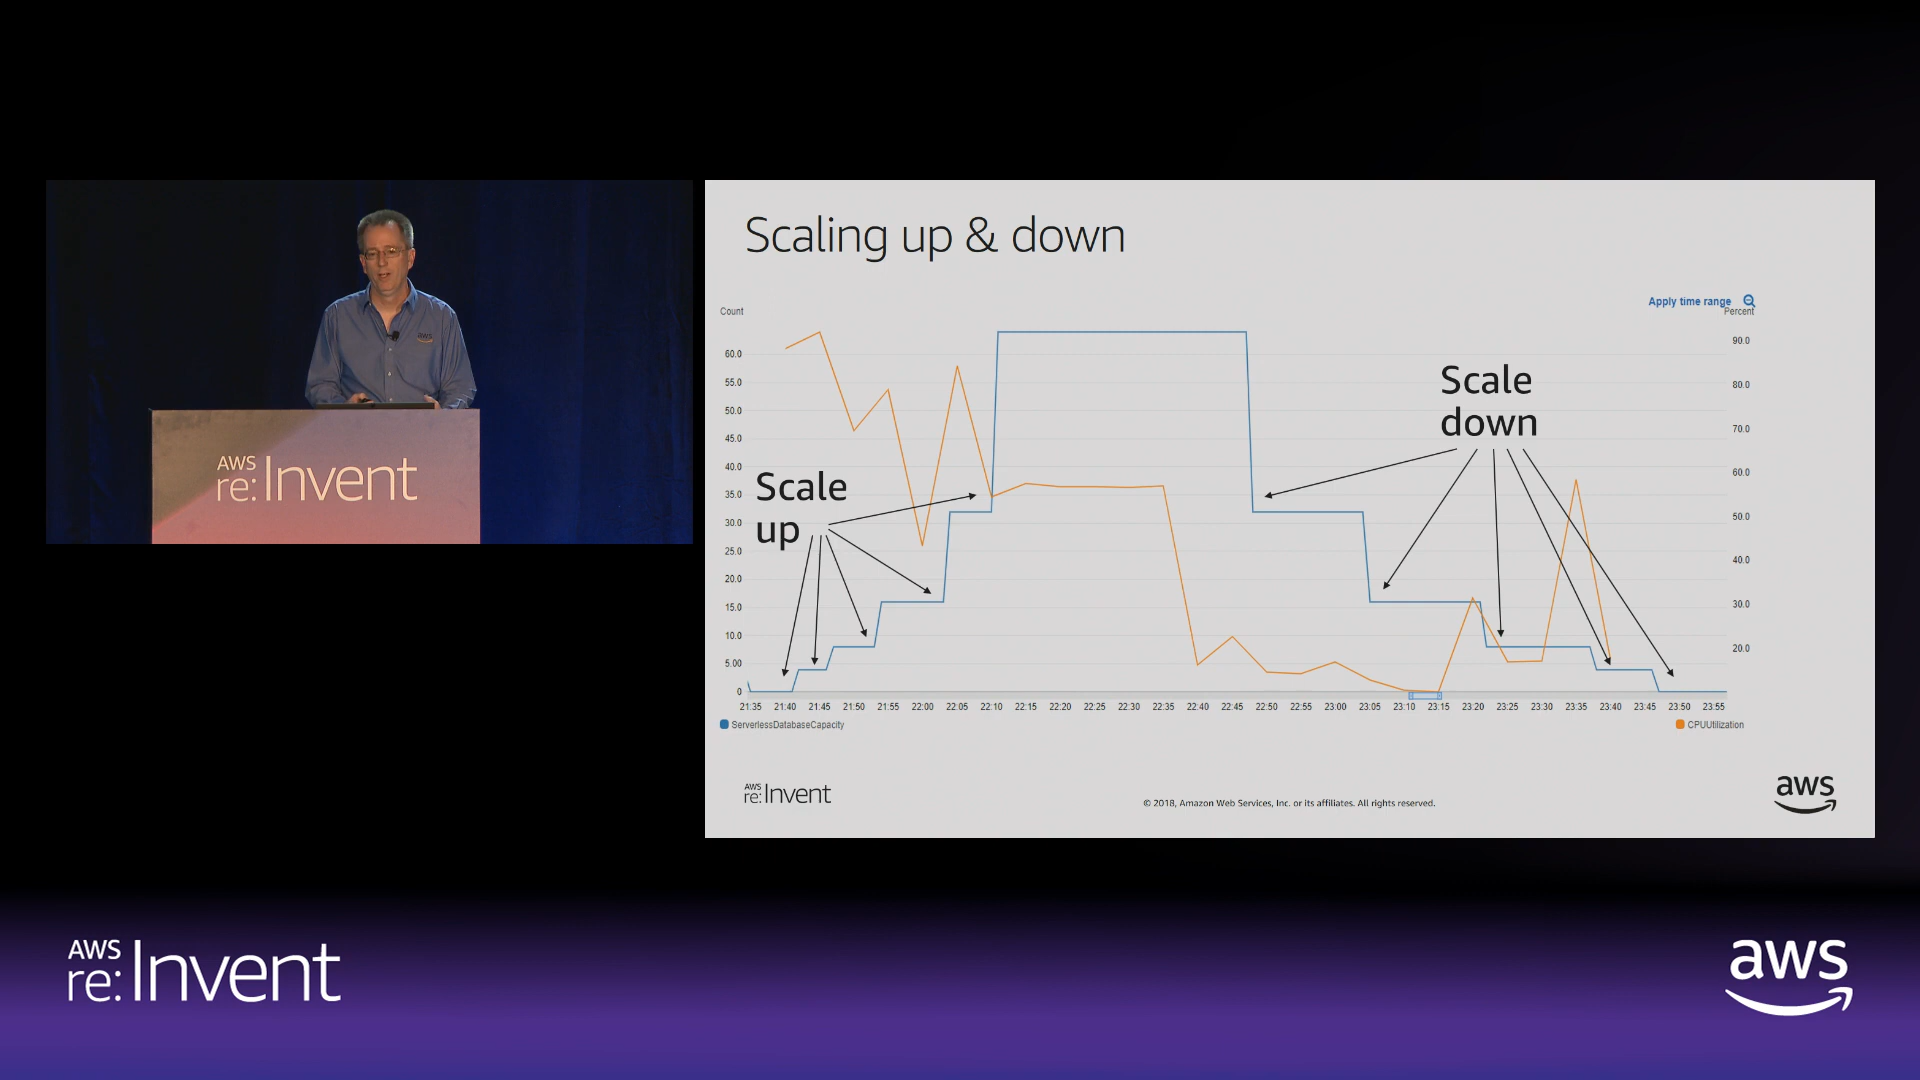 aws
AWS
re:Invent
Scaling up & down
Apply time range
Count
Percent
60.0
55.0
50.0
45.0
40.0
35.0
30.0
25.0
20.0
15.0
10.0
5.00
0
90.0
80.0
70.0
60.0
50.0
40.0
30.0
20.0
Scale
up
Scale
down
21:35 21:40 21:45 21:50 21:55 22:00 22:05 22:10 22:15 22:20 22:25 22:30 22:35 22:40 22:45 22:50 22:55 23:00 23:05 23:10 23:15 23:20 23:25 23:30 23:35 23:40 23:45 23:50 23:55
ServerlessDatabaseCapacity
CPUUtilization
AWS
re:Invent
© 2018, Amazon Web Services, Inc. or its affiliates. All rights reserved.
aws
AWS
re:Invent
aws